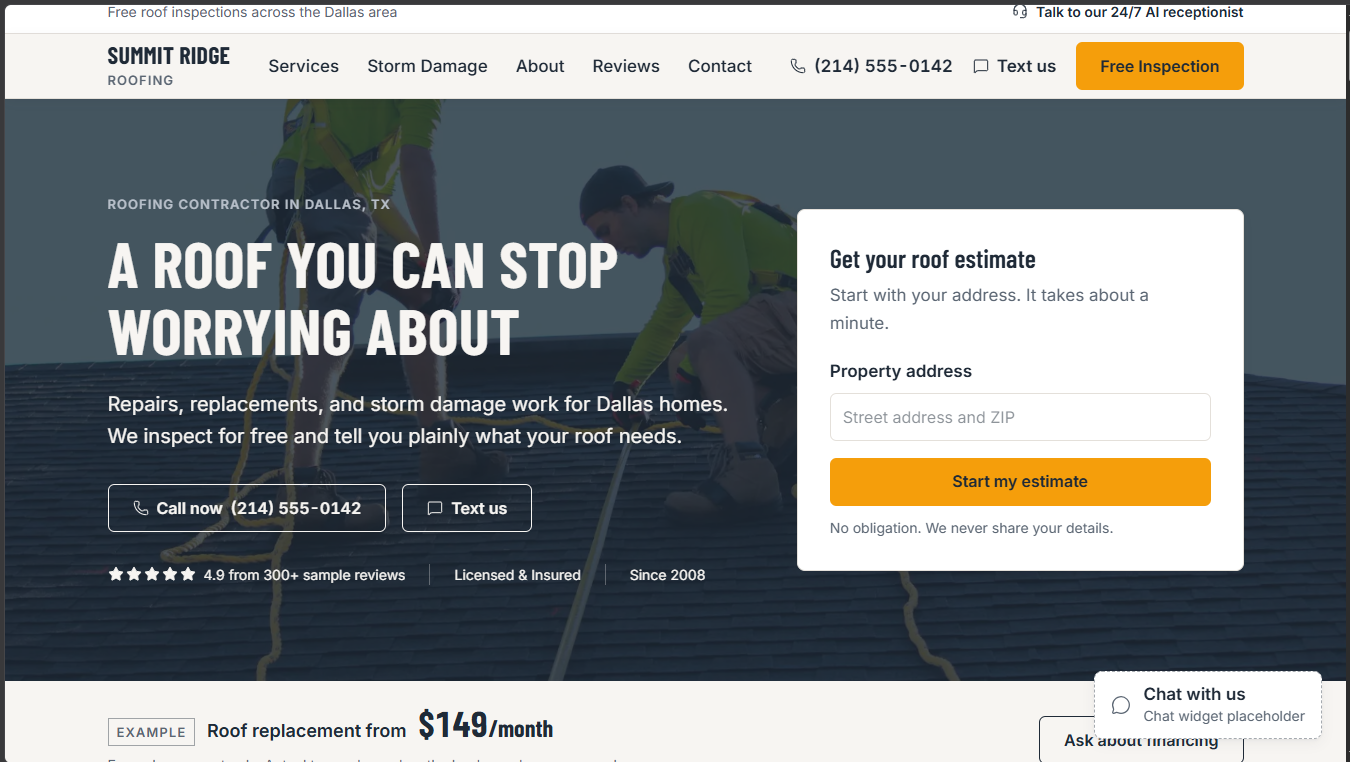 Free roof inspections across the Dallas area
Talk to our 24/7 AI receptionist
SUMMIT RIDGE
ROOFING
Services
Storm Damage
About
Reviews
Contact
(214) 555-0142
Text us
Free Inspection
ROOFING CONTRACTOR IN DALLAS, TX
A ROOF YOU CAN STOP
WORRYING ABOUT
Repairs, replacements, and storm damage work for Dallas homes.
We inspect for free and tell you plainly what your roof needs.
Call now (214) 555-0142
Text us
4.9 from 300+ sample reviews
Licensed & Insured
Since 2008
Get your roof estimate
Start with your address. It takes about a
minute.
Property address
Street address and ZIP
Start my estimate
No obligation. We never share your details.
EXAMPLE
Roof replacement from $149/month
Chat with us
Chat widget placeholder
Ask about financing